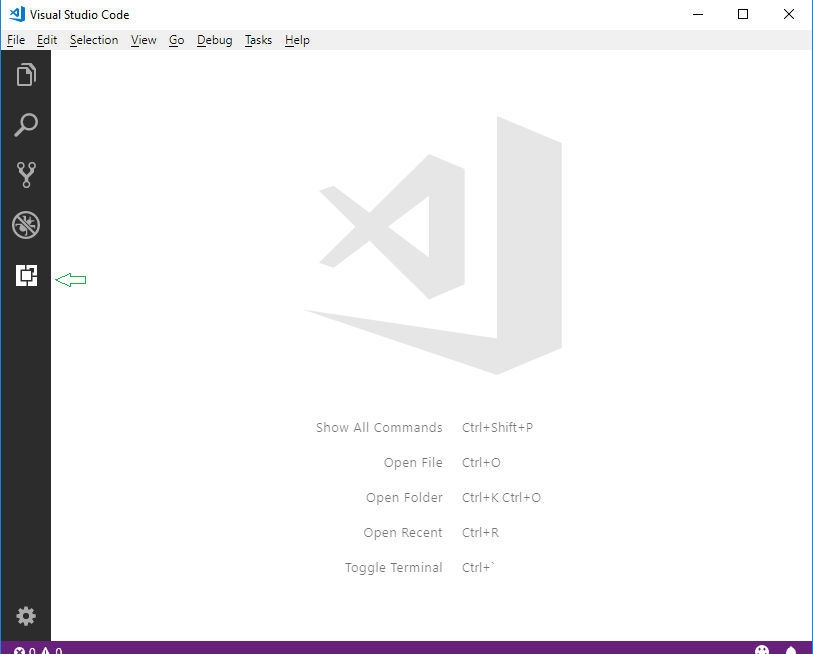 Visual Studio Code
File Edit Selection View Go Debug Tasks Help
Show All Commands Ctrl+Shift+P
Open File Ctrl+O
Open Folder Ctrl+K Ctrl+O
Open Recent Ctrl+R
Toggle Terminal Ctrl+`
0 0